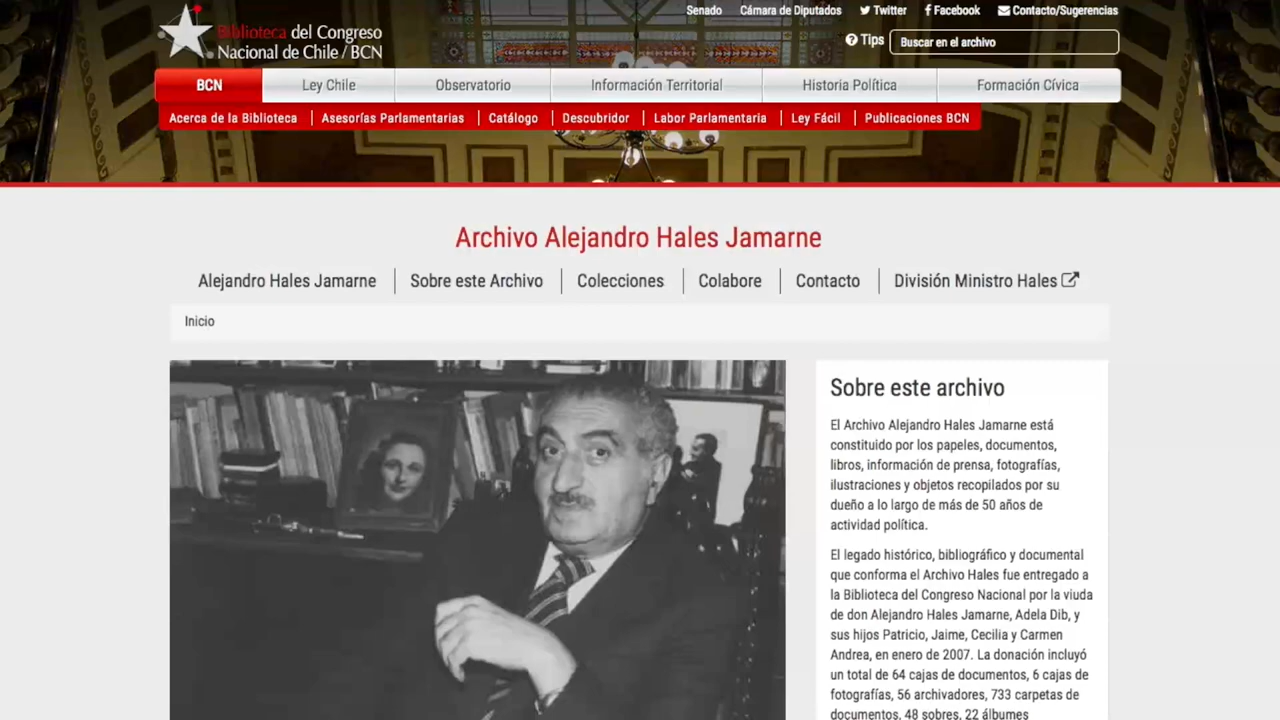 Senado Cámara de Diputados Twitter Facebook Contacto/Sugerencias
Biblioteca del Congreso
Nacional de Chile / BCN
Tips Buscar en el archivo
BCN Ley Chile Observatorio Información Territorial Historia Política Formación Cívica
Acerca de la Biblioteca | Asesorías Parlamentarias | Catálogo | Descubridor | Labor Parlamentaria | Ley Fácil | Publicaciones BCN
Archivo Alejandro Hales Jamarne
Alejandro Hales Jamarne | Sobre este Archivo | Colecciones | Colabore | Contacto | División Ministro Hales
Inicio
Sobre este archivo
El Archivo Alejandro Hales Jamarne está
constituido por los papeles, documentos,
libros, información de prensa, fotografías,
ilustraciones y objetos recopilados por su
dueño a lo largo de más de 50 años de
actividad política.
El legado histórico, bibliográfico y documental
que conforma el Archivo Hales fue entregado a
la Biblioteca del Congreso Nacional por la viuda
de don Alejandro Hales Jamarne, Adela Dib, y
sus hijos Patricio, Jaime, Cecilia y Carmen
Andrea, en enero de 2007. La donación incluyó
un total de 64 cajas de documentos, 6 cajas de
fotografías, 56 archivadores, 733 carpetas de
documentos, 48 sobres, 22 álbumes